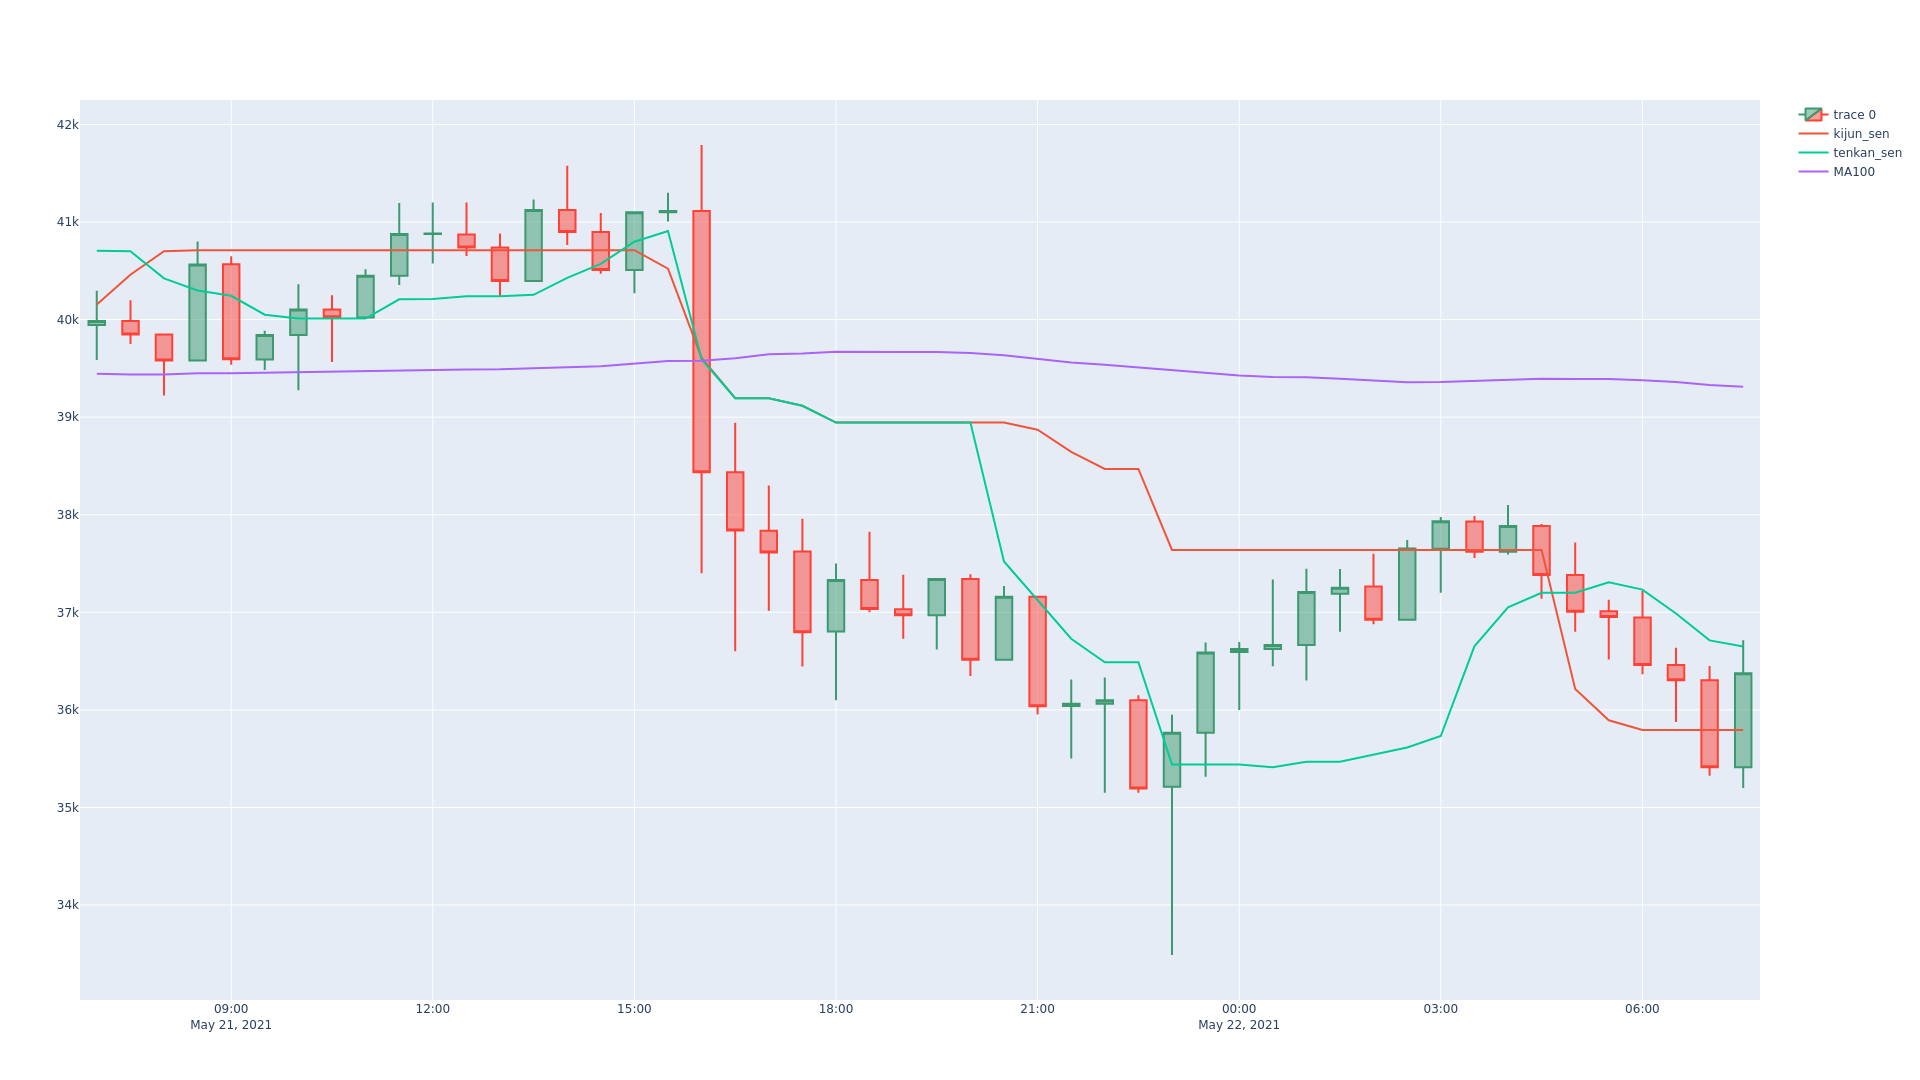 42k
41k
40k
39k
38k
37k
36k
35k
34k
09:00
May 21, 2021
12:00
15:00
18:00
21:00
00:00
May 22, 2021
03:00
06:00
trace 0
kijun_sen
tenkan_sen
MA100